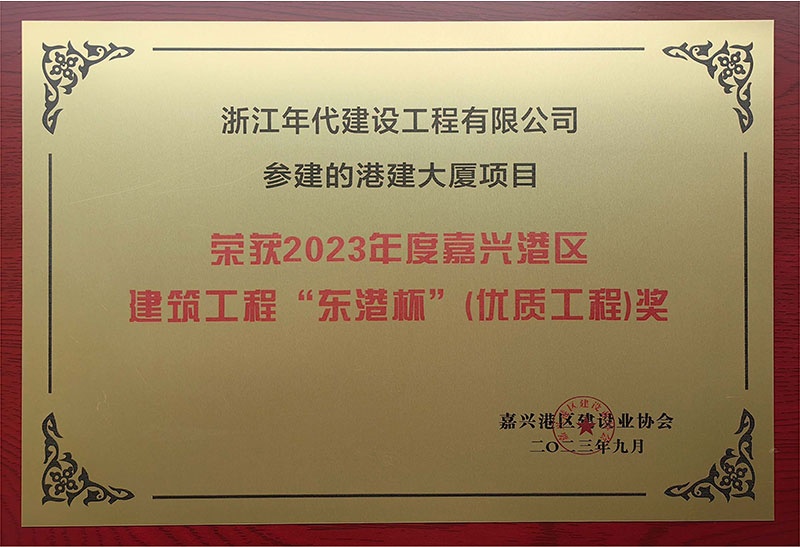 浙江年代建设工程有限公司
参建的港建大厦项目
荣获2023年度嘉兴港区
建筑工程“东港杯”(优质工程)奖
嘉兴港区建设业协会
二〇二三年九月